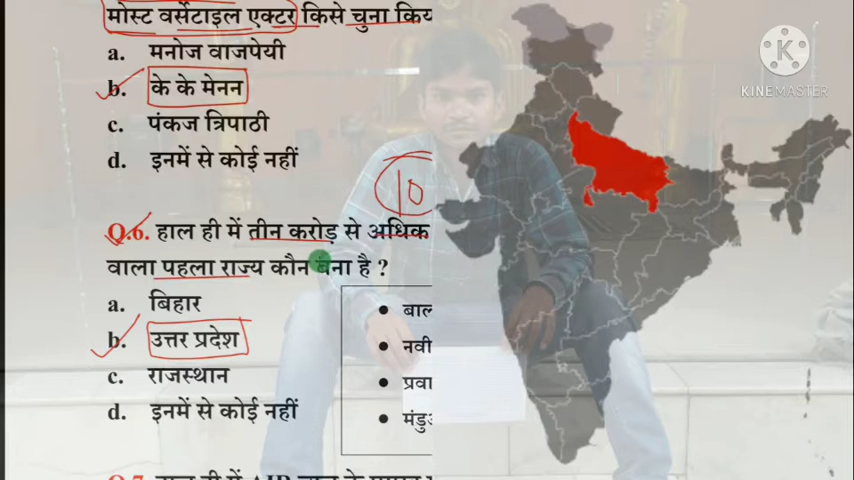 मोस्ट वर्सेटाइल एक्टर किसे चुना किय
a. मनोज वाजपेयी
b. के के मेनन
c. पंकज त्रिपाठी
d. इनमें से कोई नहीं
10
Q.6. हाल ही में तीन करोड़ से अधिक
वाला पहला राज्य कौन बना है ?
a. बिहार
b. उत्तर प्रदेश
c. राजस्थान
d. इनमें से कोई नहीं
• बाल
• नवी
• प्रवा
• मंडु
KINEMASTER